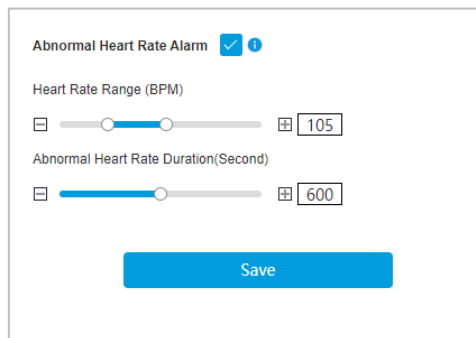 Abnormal Heart Rate Alarm
Heart Rate Range (BPM)
105
Abnormal Heart Rate Duration(Second)
600
Save